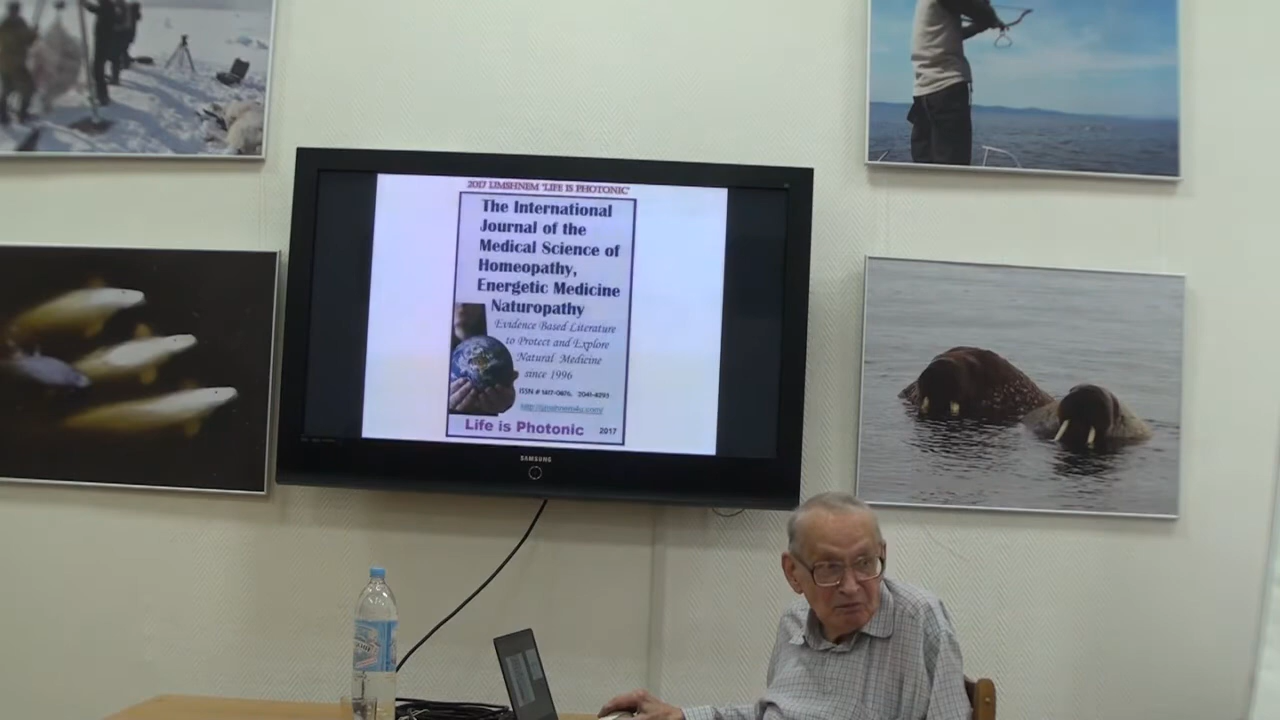 2017 IJMSHNEM "LIFE IS PHOTONIC"
The International
Journal of the
Medical Science of
Homeopathy,
Energetic Medicine
Naturopathy
Evidence Based Literature
to Protect and Explore
Natural Medicine
since 1996
Life is Photonic
2017
SAMSUNG